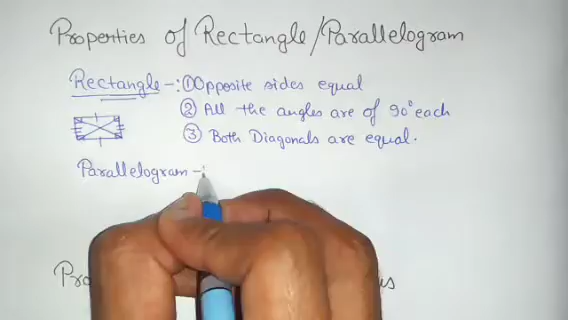 Properties of Rectangle/Parallelogram
Rectangle -: ① Opposite sides equal
② All the angles are of 90° each
③ Both Diagonals are equal.
Parallelogram -: